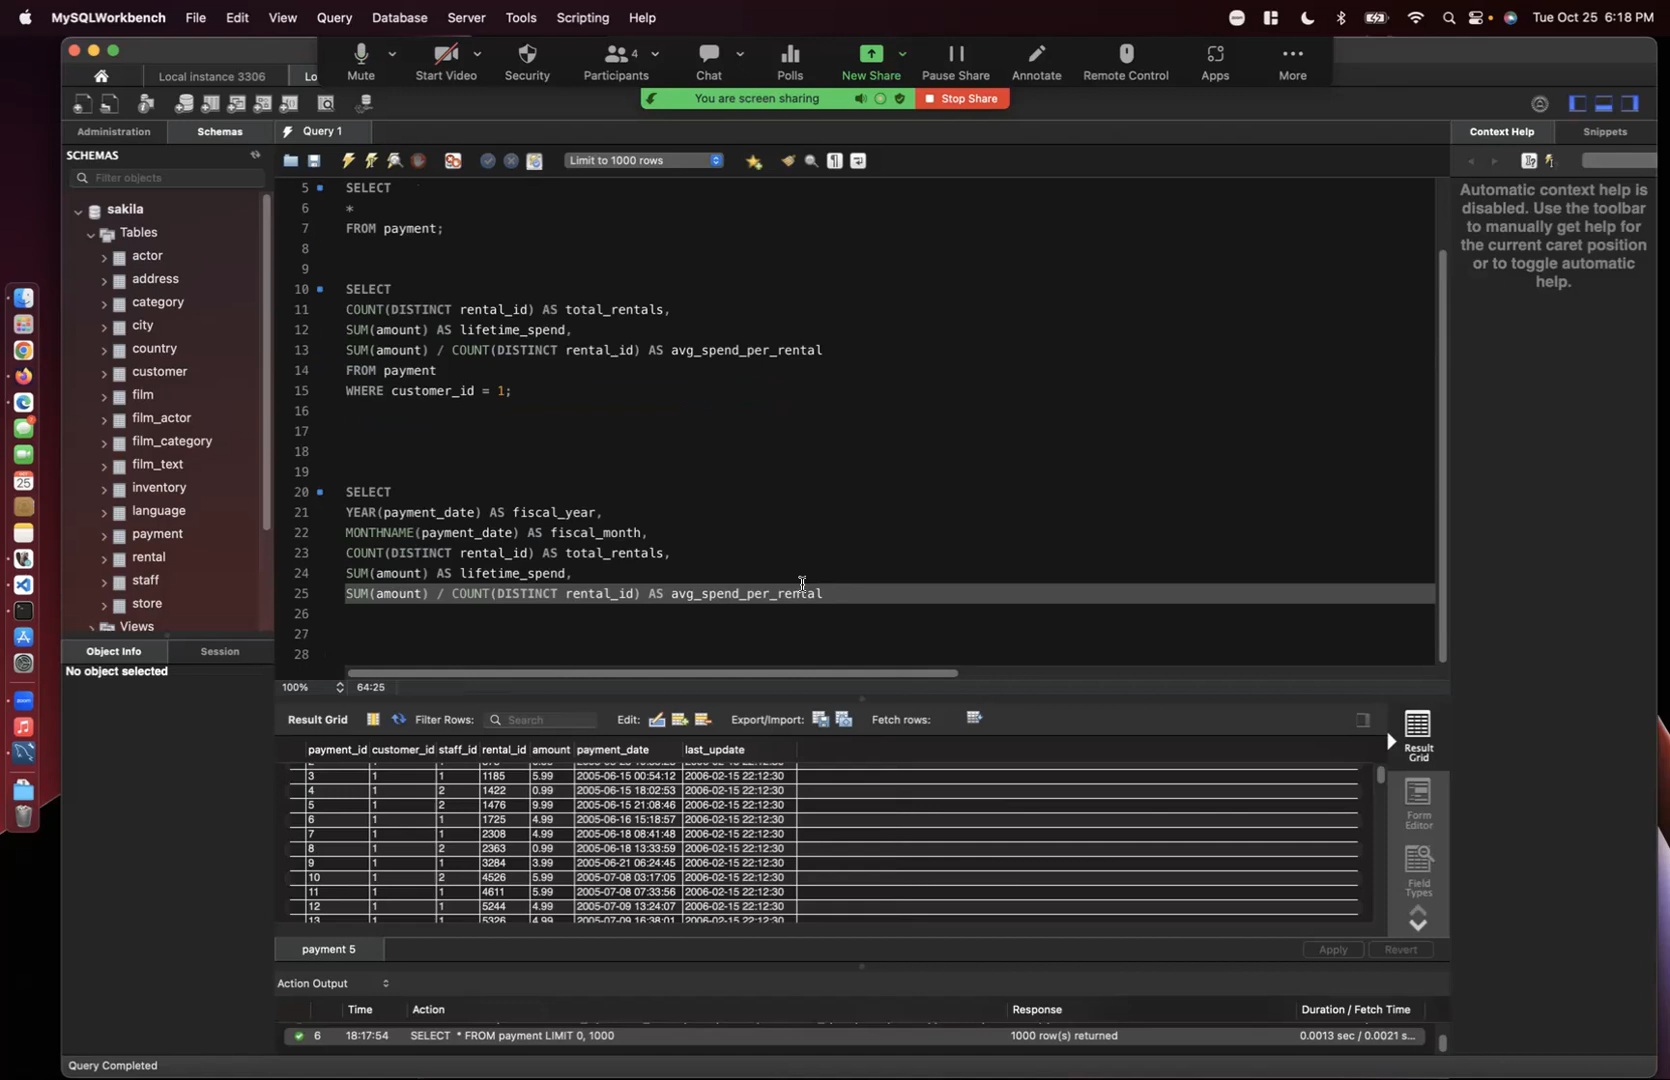 MySQLWorkbench File Edit View Query Database Server Tools Scripting Help Tue Oct 25 6:18 PM
Local instance 3306 Lo
Mute Start Video Security Participants 4 Chat Polls New Share Pause Share Annotate Remote Control Apps More
You are screen sharing Stop Share
Administration Schemas Query 1 Context Help Snippets
SCHEMAS
Limit to 1000 rows
Filter objects
sakila
Tables
actor
address
category
city
country
customer
film
film_actor
film_category
film_text
inventory
language
payment
rental
staff
store
Views
Object Info Session
No object selected
5 SELECT
6 *
7 FROM payment;
8
9
10 SELECT
11 COUNT(DISTINCT rental_id) AS total_rentals,
12 SUM(amount) AS lifetime_spend,
13 SUM(amount) / COUNT(DISTINCT rental_id) AS avg_spend_per_rental
14 FROM payment
15 WHERE customer_id = 1;
16
17
18
19
20 SELECT
21 YEAR(payment_date) AS fiscal_year,
22 MONTHNAME(payment_date) AS fiscal_month,
23 COUNT(DISTINCT rental_id) AS total_rentals,
24 SUM(amount) AS lifetime_spend,
25 SUM(amount) / COUNT(DISTINCT rental_id) AS avg_spend_per_rental
26
27
28
100% 64:25
Automatic context help is
disabled. Use the toolbar
to manually get help for
the current caret position
or to toggle automatic
help.
Result Grid Filter Rows: Search Edit: Export/Import: Fetch rows:
payment_id customer_id staff_id rental_id amount payment_date last_update
3 1 1 1185 5.99 2005-06-15 00:54:12 2006-02-15 22:12:30
4 1 2 1422 0.99 2005-06-15 18:02:53 2006-02-15 22:12:30
5 1 2 1476 9.99 2005-06-15 21:08:46 2006-02-15 22:12:30
6 1 1 1725 4.99 2005-06-16 15:18:57 2006-02-15 22:12:30
7 1 1 2308 4.99 2005-06-18 08:41:48 2006-02-15 22:12:30
8 1 2 2363 0.99 2005-06-18 13:33:59 2006-02-15 22:12:30
9 1 1 3284 3.99 2005-06-21 06:24:45 2006-02-15 22:12:30
10 1 2 4526 5.99 2005-07-08 03:17:05 2006-02-15 22:12:30
11 1 1 4611 5.99 2005-07-08 07:33:56 2006-02-15 22:12:30
12 1 1 5244 4.99 2005-07-09 13:24:07 2006-02-15 22:12:30
13 1 1 5326 4.99 2005-07-09 16:38:01 2006-02-15 22:12:30
Result
Grid
Form
Editor
Field
Types
payment 5 Apply Revert
Action Output
Time Action Response Duration / Fetch Time
6 18:17:54 SELECT * FROM payment LIMIT 0, 1000 1000 row(s) returned 0.0013 sec / 0.0021 s...
Query Completed